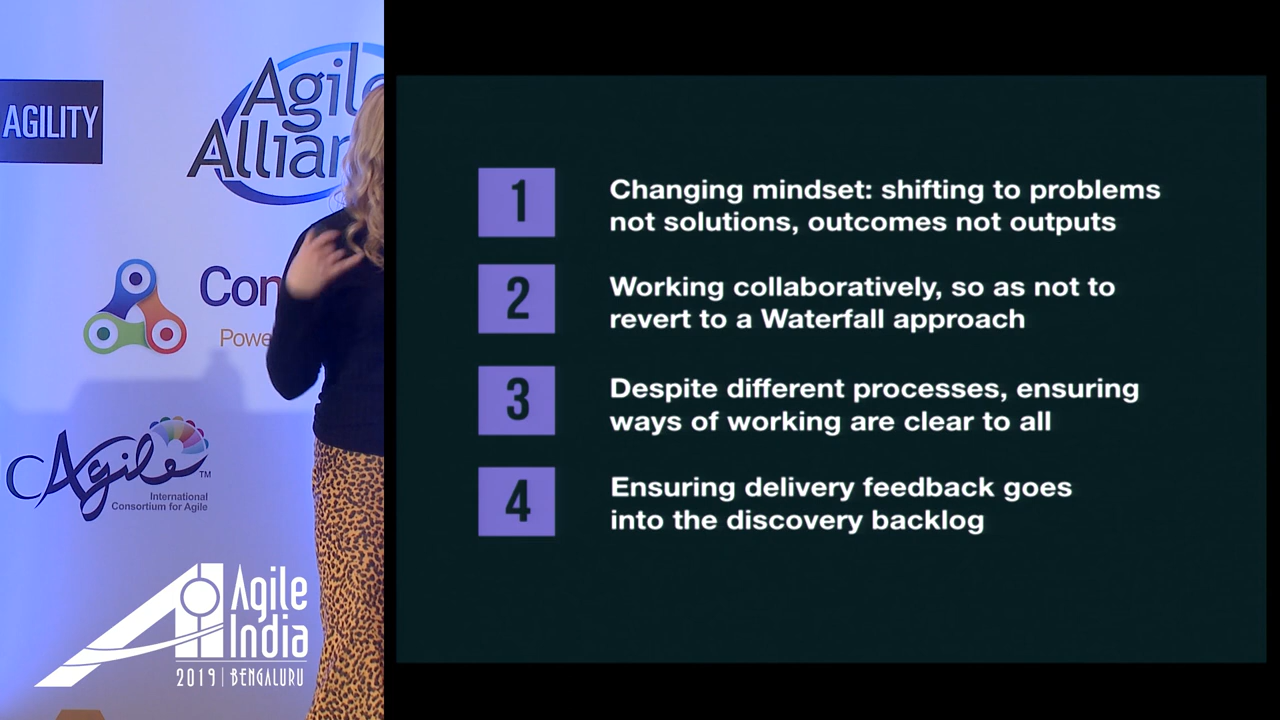 AGILITY
Agile
Allian
Con
Powe
Agile
TM
International
Consortium for Agile
Agile
India
2019 | BENGALURU
1
Changing mindset: shifting to problems
not solutions, outcomes not outputs
2
Working collaboratively, so as not to
revert to a Waterfall approach
3
Despite different processes, ensuring
ways of working are clear to all
4
Ensuring delivery feedback goes
into the discovery backlog